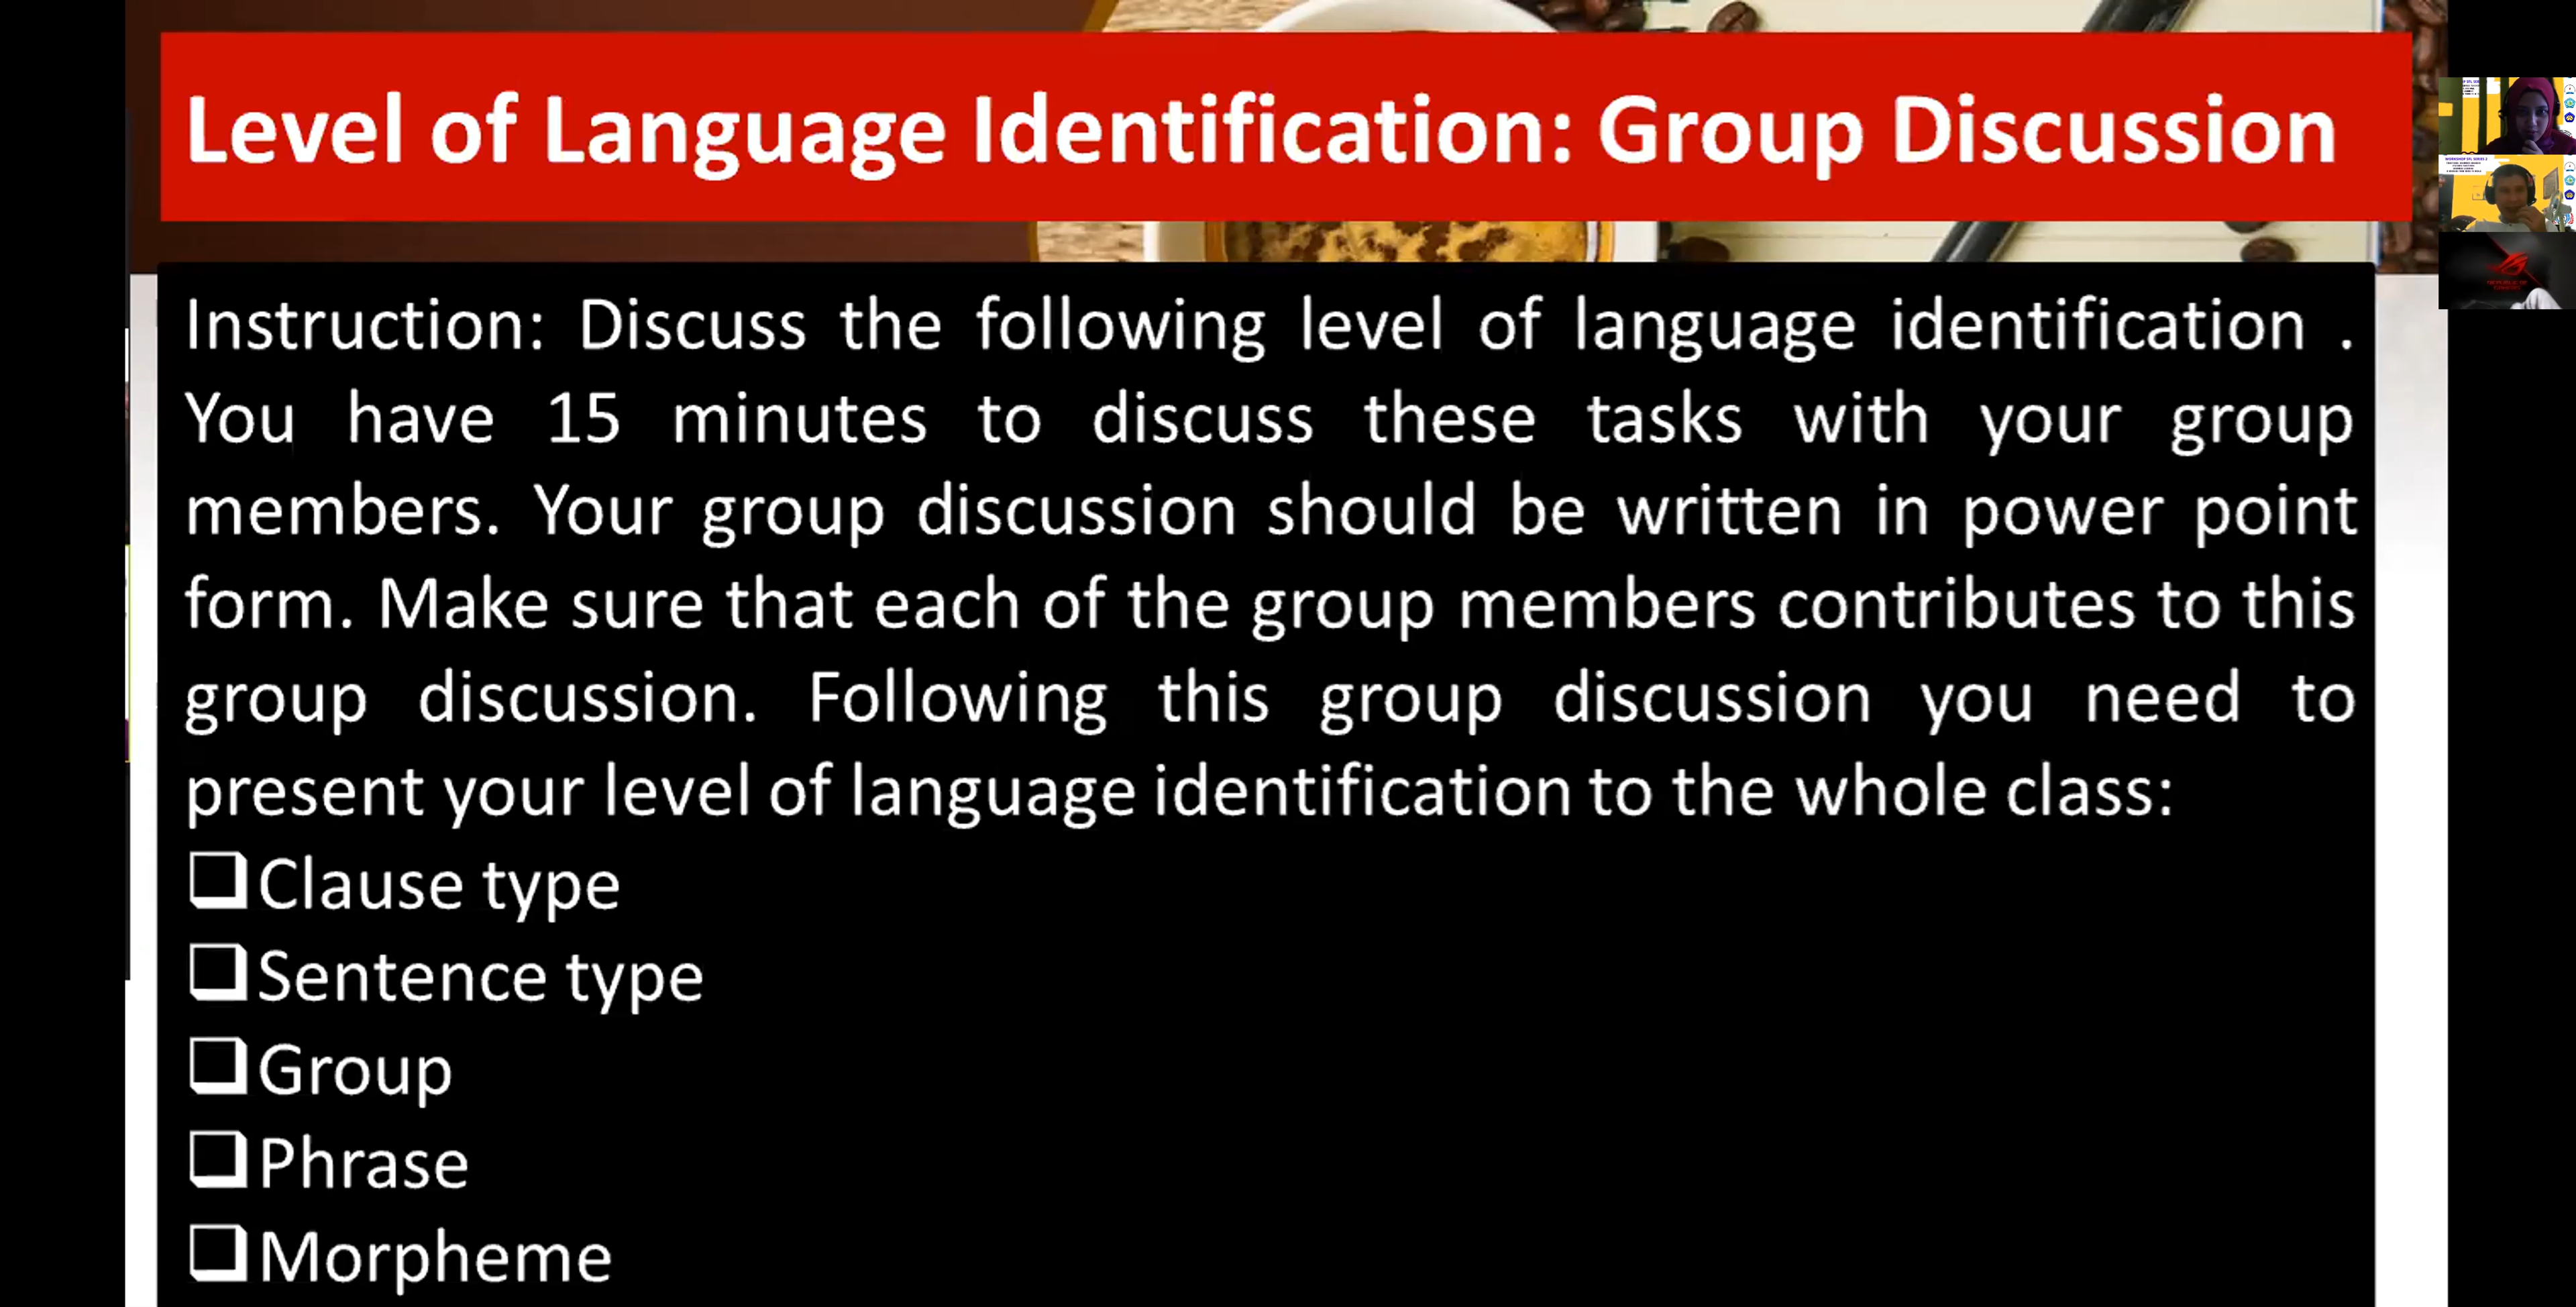 Level of Language Identification: Group Discussion
Instruction: Discuss the following level of language identification .
You have 15 minutes to discuss these tasks with your group
members. Your group discussion should be written in power point
form. Make sure that each of the group members contributes to this
group discussion. Following this group discussion you need to
present your level of language identification to the whole class:
Clause type
Sentence type
Group
Phrase
Morpheme